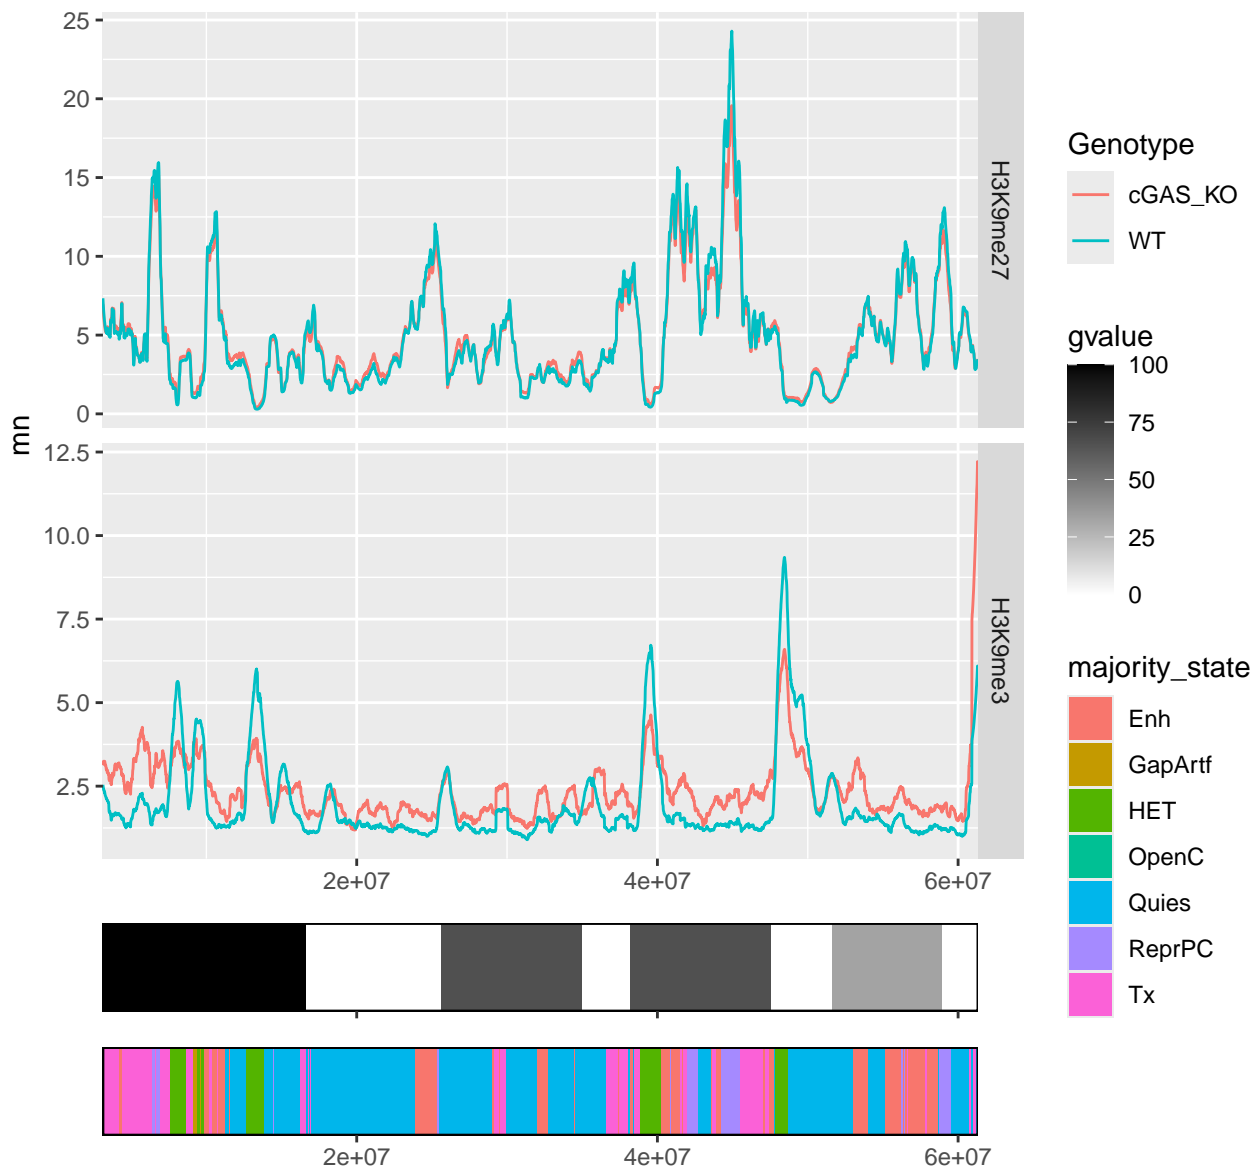 25
20
15
10
5
0
H3K9me27
mn
12.5
10.0
7.5
5.0
2.5
H3K9me3
2e+07
4e+07
6e+07
2e+07
4e+07
6e+07
Genotype
cGAS_KO
WT
gvalue
100
75
50
25
0
majority_state
Enh
GapArtf
HET
OpenC
Quies
ReprPC
Tx